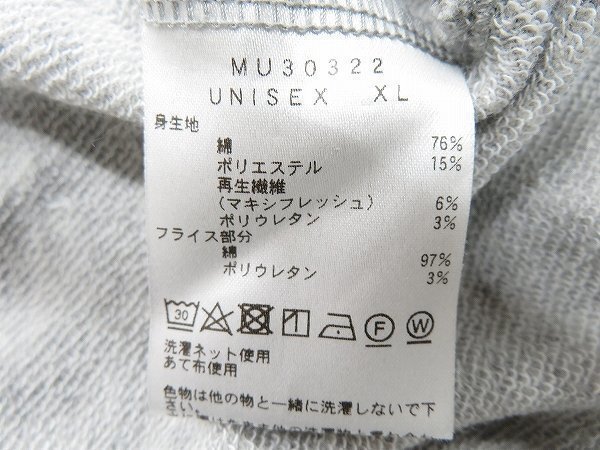 MU30322
UNISEX XL
身生地
綿 76%
ポリエステル 15%
再生繊維
(マキシフレッシュ) 6%
ポリウレタン 3%
フライス部分
綿 97%
ポリウレタン 3%
30 F W
洗濯ネット使用
あて布使用
色物は他の物と一緒に洗濯しないで下